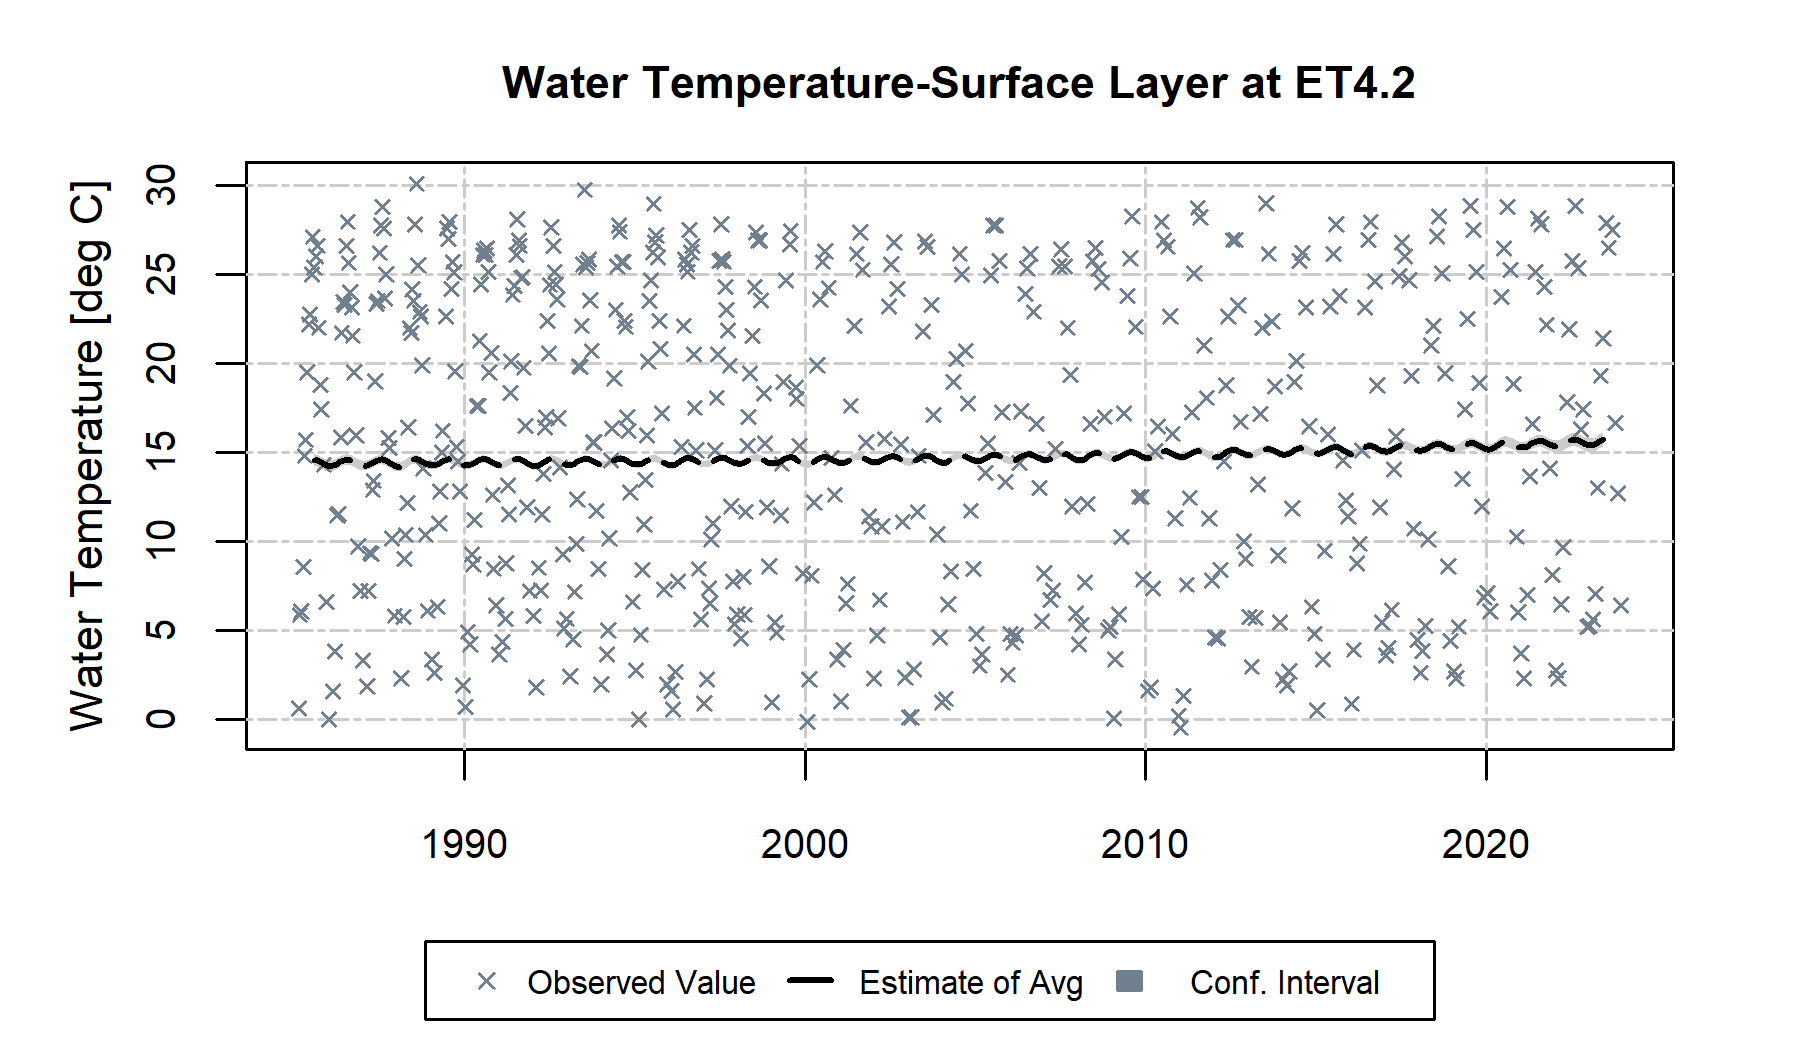 Water Temperature-Surface Layer at ET4.2
Water Temperature [deg C]
30
25
20
15
10
5
0
1990 2000 2010 2020
Observed Value Estimate of Avg Conf. Interval